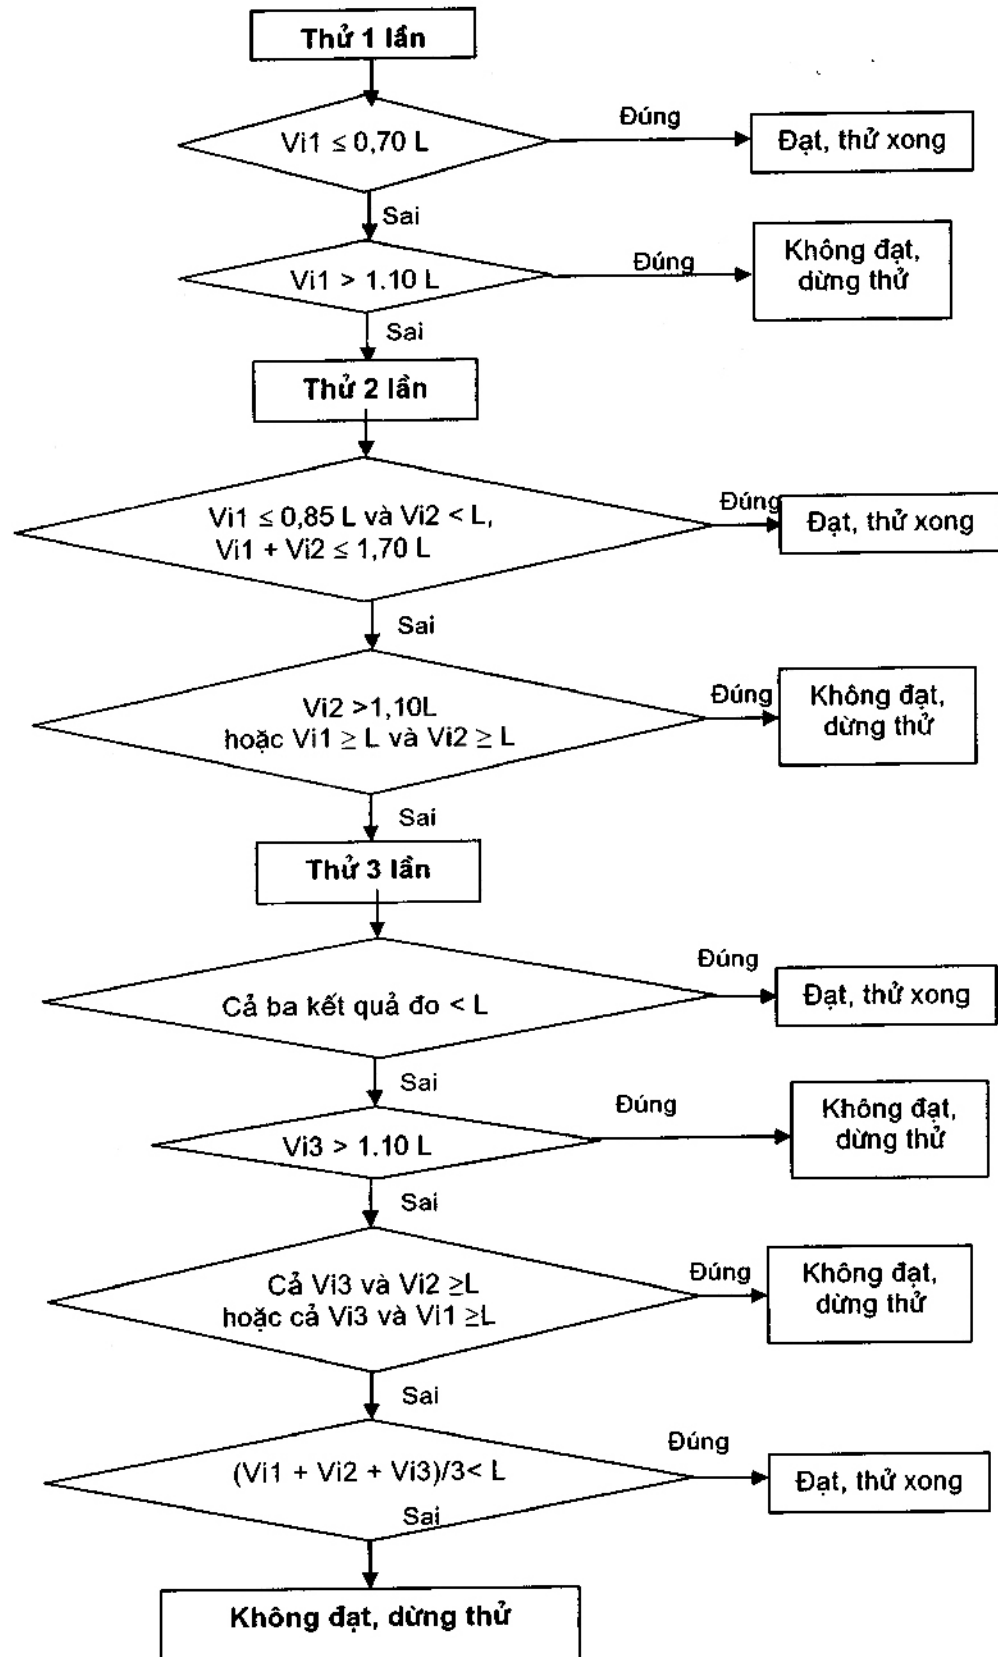 Thử 1 lần
Vi1 ≤ 0,70 L
Đúng
Đạt, thử xong
Sai
Vi1 > 1.10 L
Đúng
Không đạt,
dừng thử
Sai
Thử 2 lần
Vi1 ≤ 0,85 L và Vi2 < L,
Vi1 + Vi2 ≤ 1,70 L
Đúng
Đạt, thử xong
Sai
Vi2 >1,10L
hoặc Vi1 ≥ L và Vi2 ≥ L
Đúng
Không đạt,
dừng thử
Sai
Thử 3 lần
Cả ba kết quả đo < L
Đúng
Đạt, thử xong
Sai
Vi3 > 1.10 L
Đúng
Không đạt,
dừng thử
Sai
Cả Vi3 và Vi2 ≥L
hoặc cả Vi3 và Vi1 ≥L
Đúng
Không đạt,
dừng thử
Sai
(Vi1 + Vi2 + Vi3)/3< L
Đúng
Đạt, thử xong
Sai
Không đạt, dừng thử